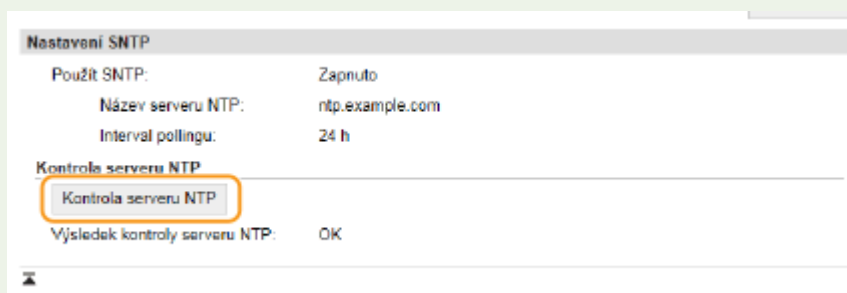 Nastavení SNTP
Použít SNTP: Zapnuto
Název serveru NTP: ntp.example.com
Interval pollingu: 24 h
Kontrola serveru NTP
Kontrola serveru NTP
Výsledek kontroly serveru NTP: OK